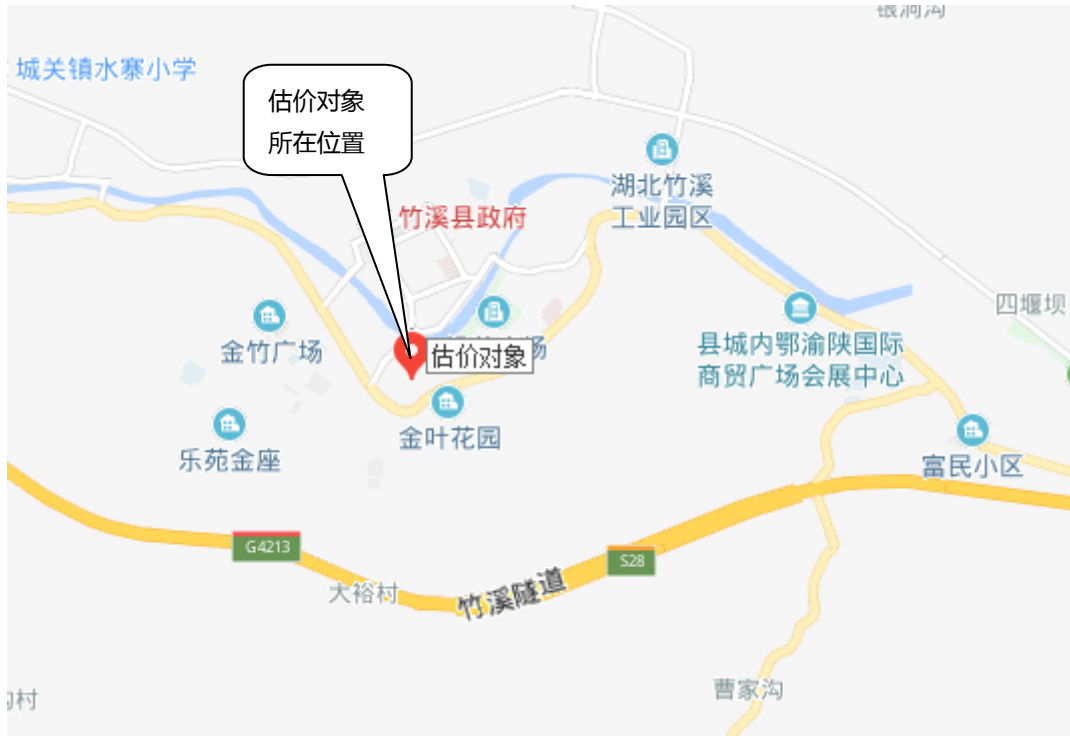 城关镇水寨小学
估价对象
所在位置
湖北竹溪
工业园区
竹溪县政府
四堰坝
金竹广场
估价对象
场
县城内鄂渝陕国际
商贸广场会展中心
金叶花园
乐苑金座
富民小区
G4213
S28
大裕村
竹溪隧道
曹家沟
村